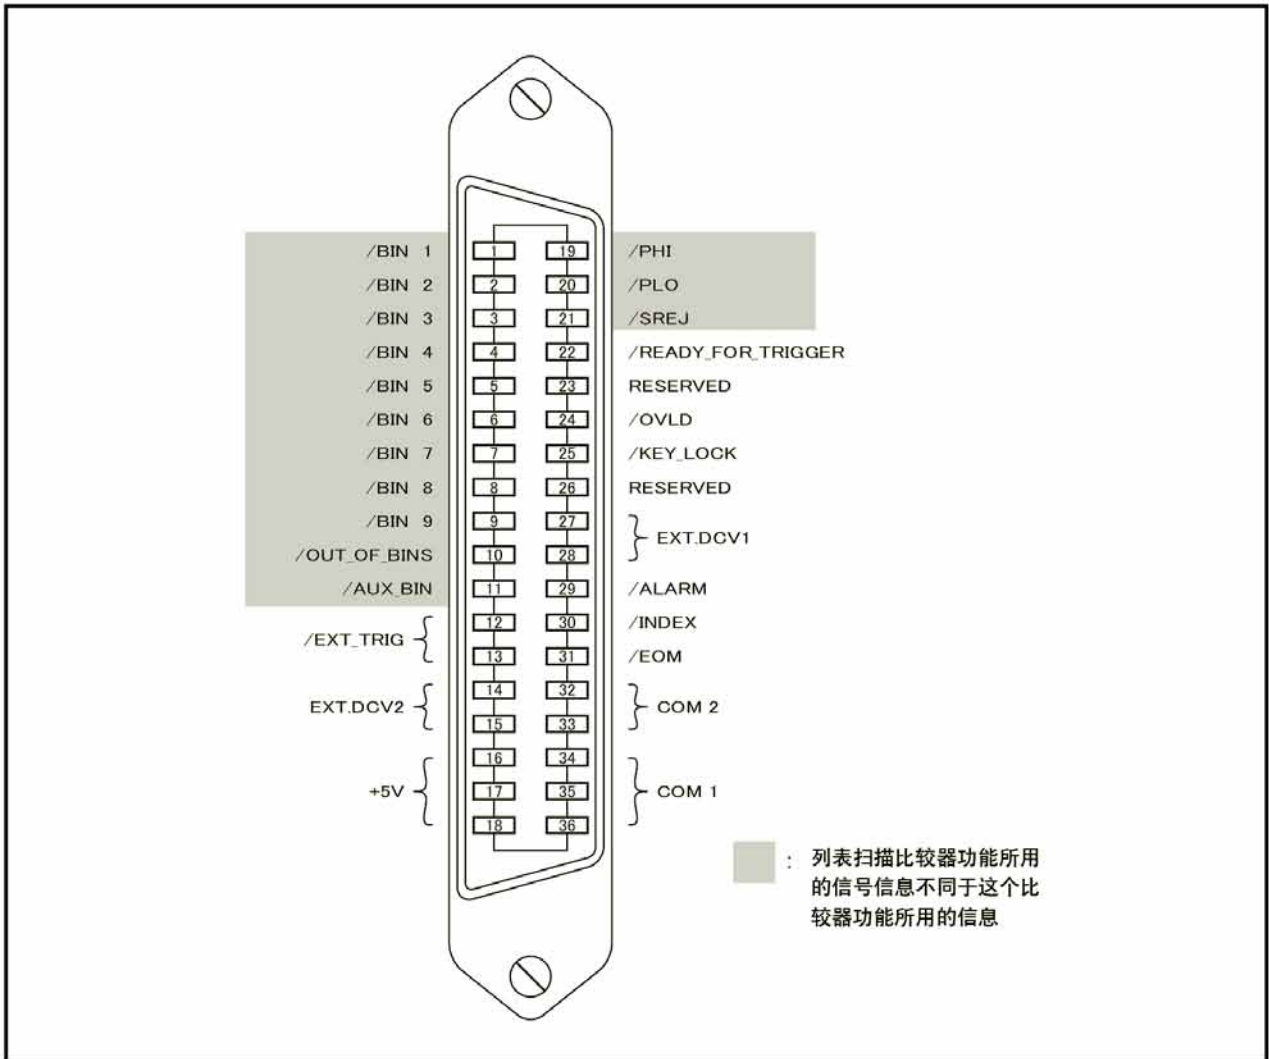 /BIN 1 1 19 /PHI
/BIN 2 2 20 /PLO
/BIN 3 3 21 /SREJ
/BIN 4 4 22 /READY_FOR_TRIGGER
/BIN 5 5 23 RESERVED
/BIN 6 6 24 /OVLD
/BIN 7 7 25 /KEY_LOCK
/BIN 8 8 26 RESERVED
/BIN 9 9 27
EXT.DCV1
/OUT_OF_BINS 10 28
/AUX_BIN 11 29 /ALARM
12 30 /INDEX
/EXT_TRIG
13 31 /EOM
14 32
EXT.DCV2 COM 2
15 33
16 34
+5V 17 35 COM 1
18 36
: 列表扫描比较器功能所用
的信号信息不同于这个比
较器功能所用的信息